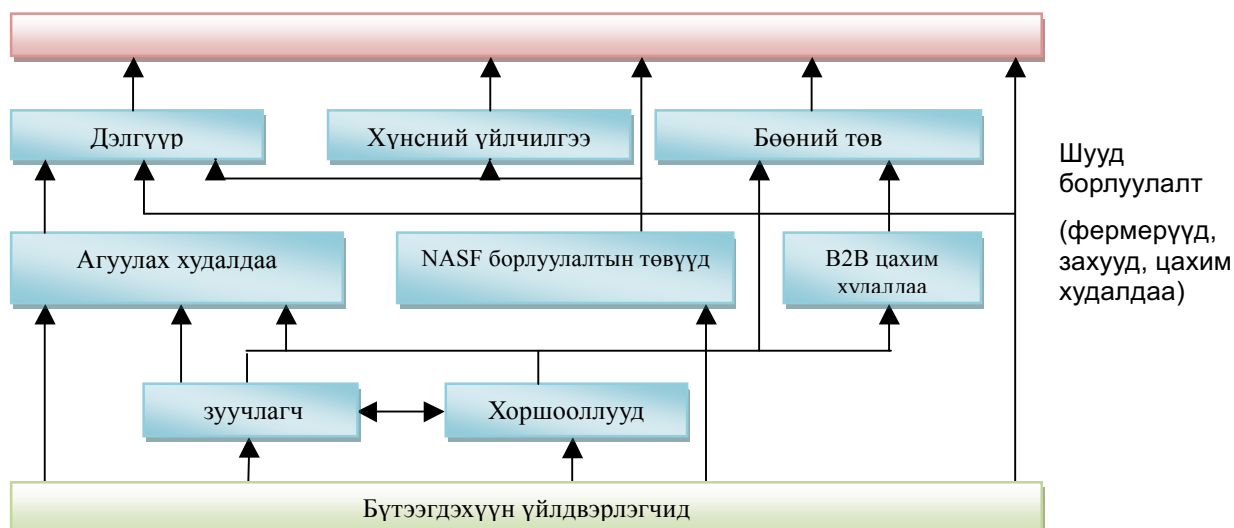 Дэлгүүр
Хүнсний үйлчилгээ
Бөөний төв
Шууд
борлуулалт
(фермерүүд,
захууд, цахим
худалдаа)
Агуулах худалдаа
NASF борлуулалтын төвүүд
B2B цахим
худалдаа
зуучлагч
Хоршооллууд
Бүтээгдэхүүн үйлдвэрлэгчид